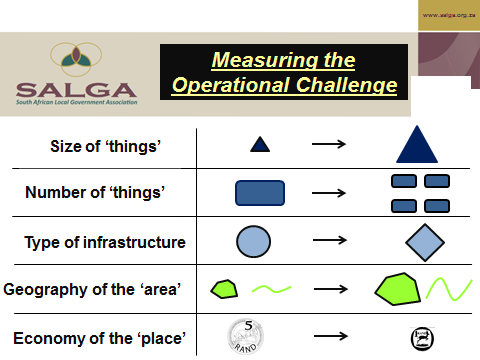 www.salga.org.za
Measuring the
Operational Challenge
SALGA
South African Local Government Association
Size of ‘things’
Number of ‘things’
Type of infrastructure
Geography of the ‘area’
Economy of the ‘place’
5
RAND